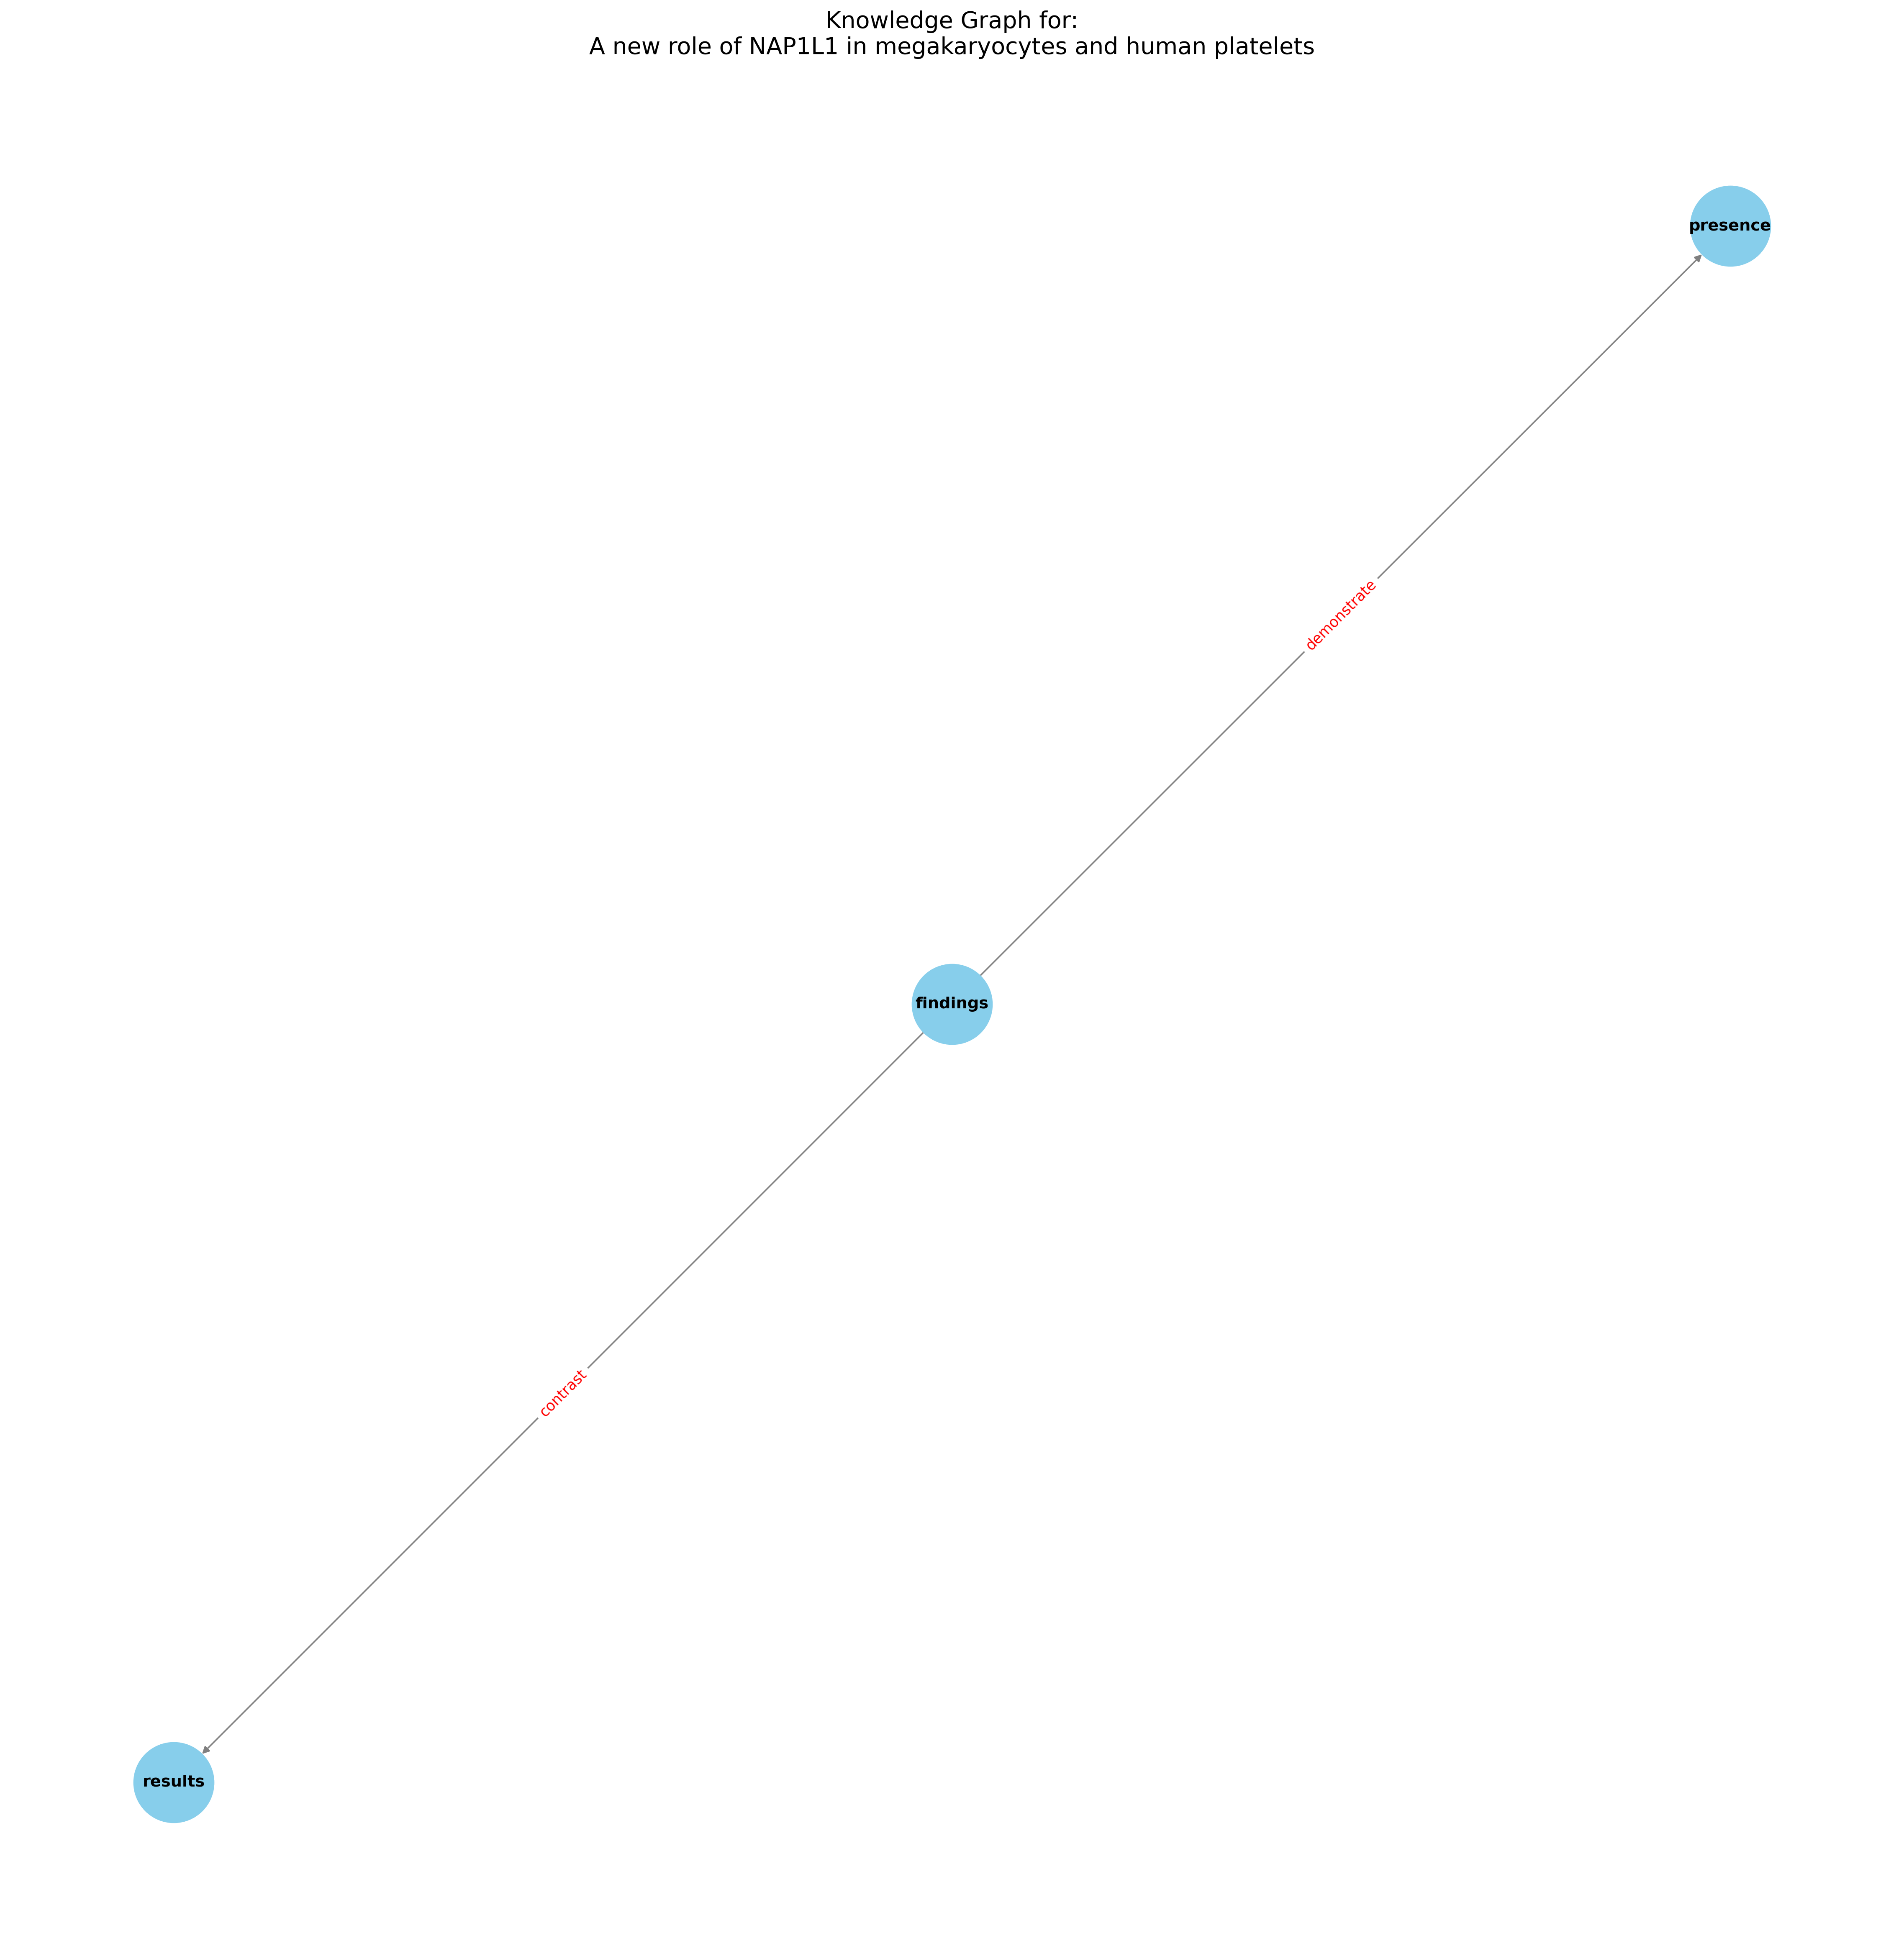 Knowledge Graph for:
A new role of NAP1L1 in megakaryocytes and human platelets
presence
demonstrate
findings
contrast
results